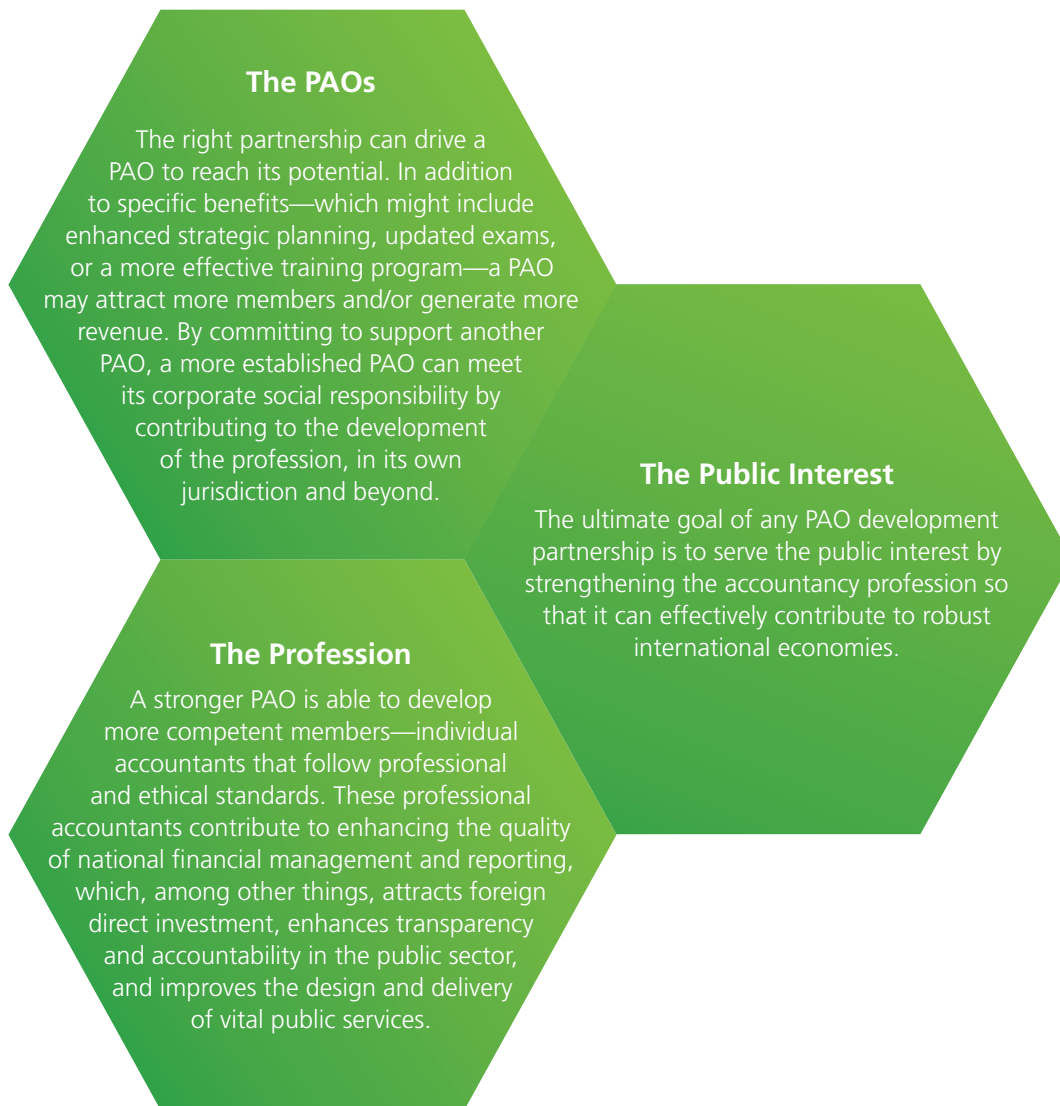 The PAOs
The right partnership can drive a
PAO to reach its potential. In addition
to specific benefits—which might include
enhanced strategic planning, updated exams,
or a more effective training program—a PAO
may attract more members and/or generate more
revenue. By committing to support another
PAO, a more established PAO can meet
its corporate social responsibility by
contributing to the development
of the profession, in its own
jurisdiction and beyond.
The Public Interest
The ultimate goal of any PAO development
partnership is to serve the public interest by
strengthening the accountancy profession so
that it can effectively contribute to robust
international economies.
The Profession
A stronger PAO is able to develop
more competent members—individual
accountants that follow professional
and ethical standards. These professional
accountants contribute to enhancing the quality
of national financial management and reporting,
which, among other things, attracts foreign
direct investment, enhances transparency
and accountability in the public sector,
and improves the design and delivery
of vital public services.